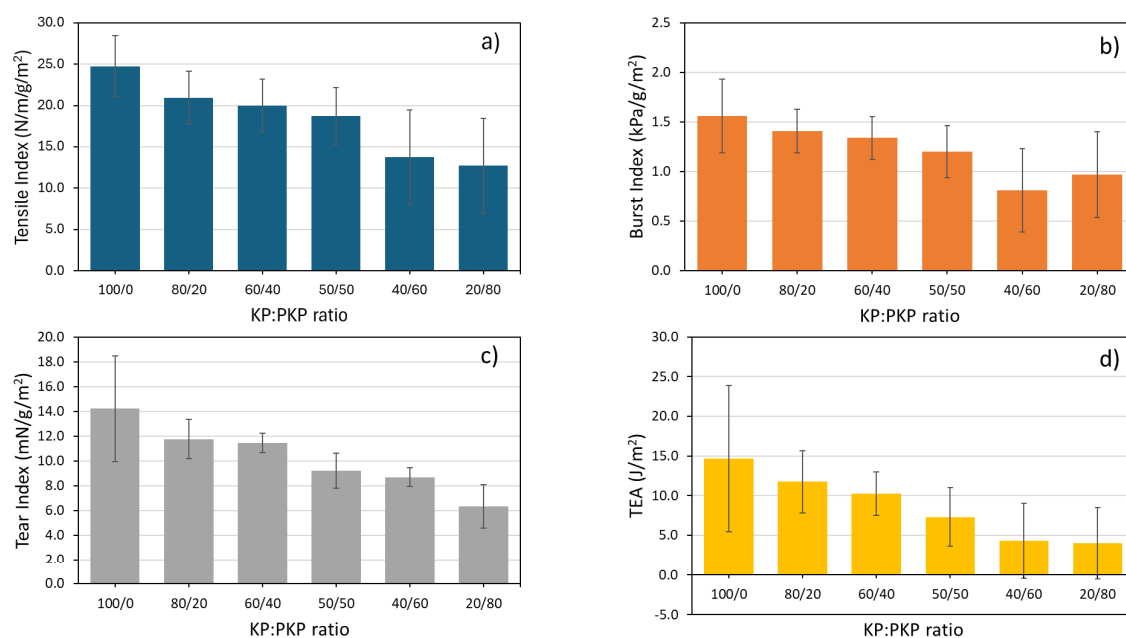 a)
Tensile Index (N/m/g/m²)
30.0
25.0
20.0
15.0
10.0
5.0
0.0
100/0 80/20 60/40 50/50 40/60 20/80
KP:PKP ratio
b)
Burst Index (kPa/g/m²)
2.5
2.0
1.5
1.0
0.5
0.0
100/0 80/20 60/40 50/50 40/60 20/80
KP:PKP ratio
c)
Tear Index (mN/g/m²)
20.0
18.0
16.0
14.0
12.0
10.0
8.0
6.0
4.0
2.0
0.0
100/0 80/20 60/40 50/50 40/60 20/80
KP:PKP ratio
d)
TEA (J/m²)
30.0
25.0
20.0
15.0
10.0
5.0
0.0
-5.0
100/0 80/20 60/40 50/50 40/60 20/80
KP:PKP ratio